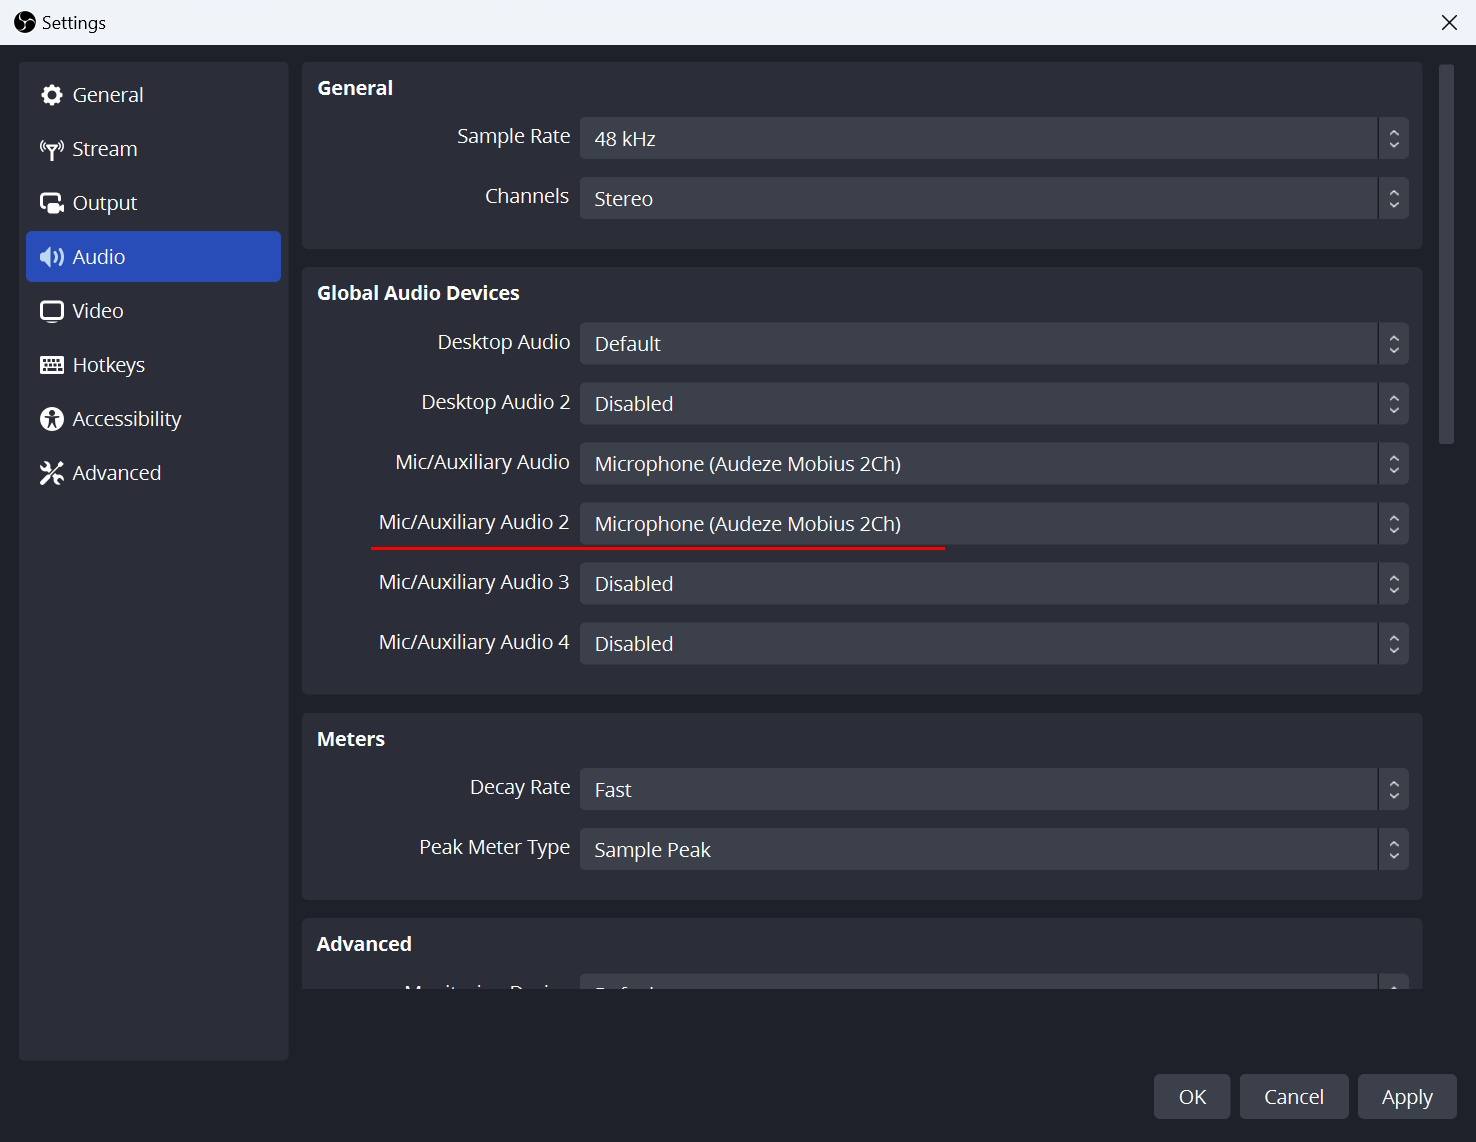 Settings
General
Stream
Output
Audio
Video
Hotkeys
Accessibility
Advanced
General
Sample Rate 48 kHz
Channels Stereo
Global Audio Devices
Desktop Audio Default
Desktop Audio 2 Disabled
Mic/Auxiliary Audio Microphone (Audeze Mobius 2Ch)
Mic/Auxiliary Audio 2 Microphone (Audeze Mobius 2Ch)
Mic/Auxiliary Audio 3 Disabled
Mic/Auxiliary Audio 4 Disabled
Meters
Decay Rate Fast
Peak Meter Type Sample Peak
Advanced
OK Cancel Apply